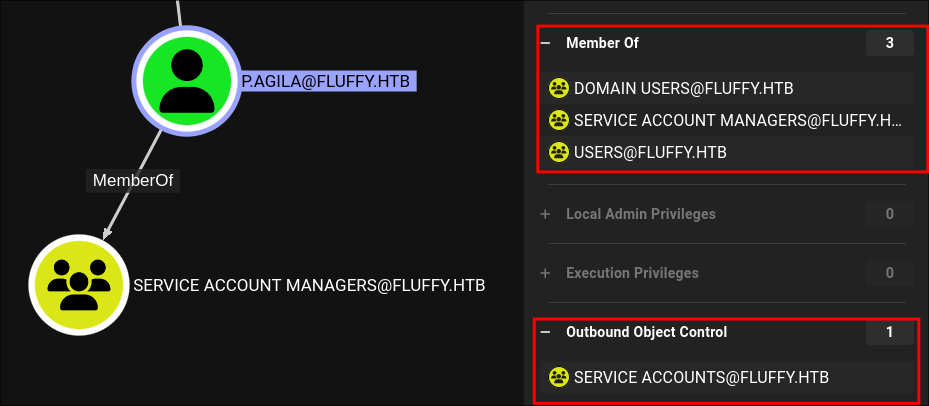 P.AGILA@FLUFFY.HTB
MemberOf
SERVICE ACCOUNT MANAGERS@FLUFFY.HTB
Member Of 3
DOMAIN USERS@FLUFFY.HTB
SERVICE ACCOUNT MANAGERS@FLUFFY.H...
USERS@FLUFFY.HTB
Local Admin Privileges 0
Execution Privileges 0
Outbound Object Control 1
SERVICE ACCOUNTS@FLUFFY.HTB